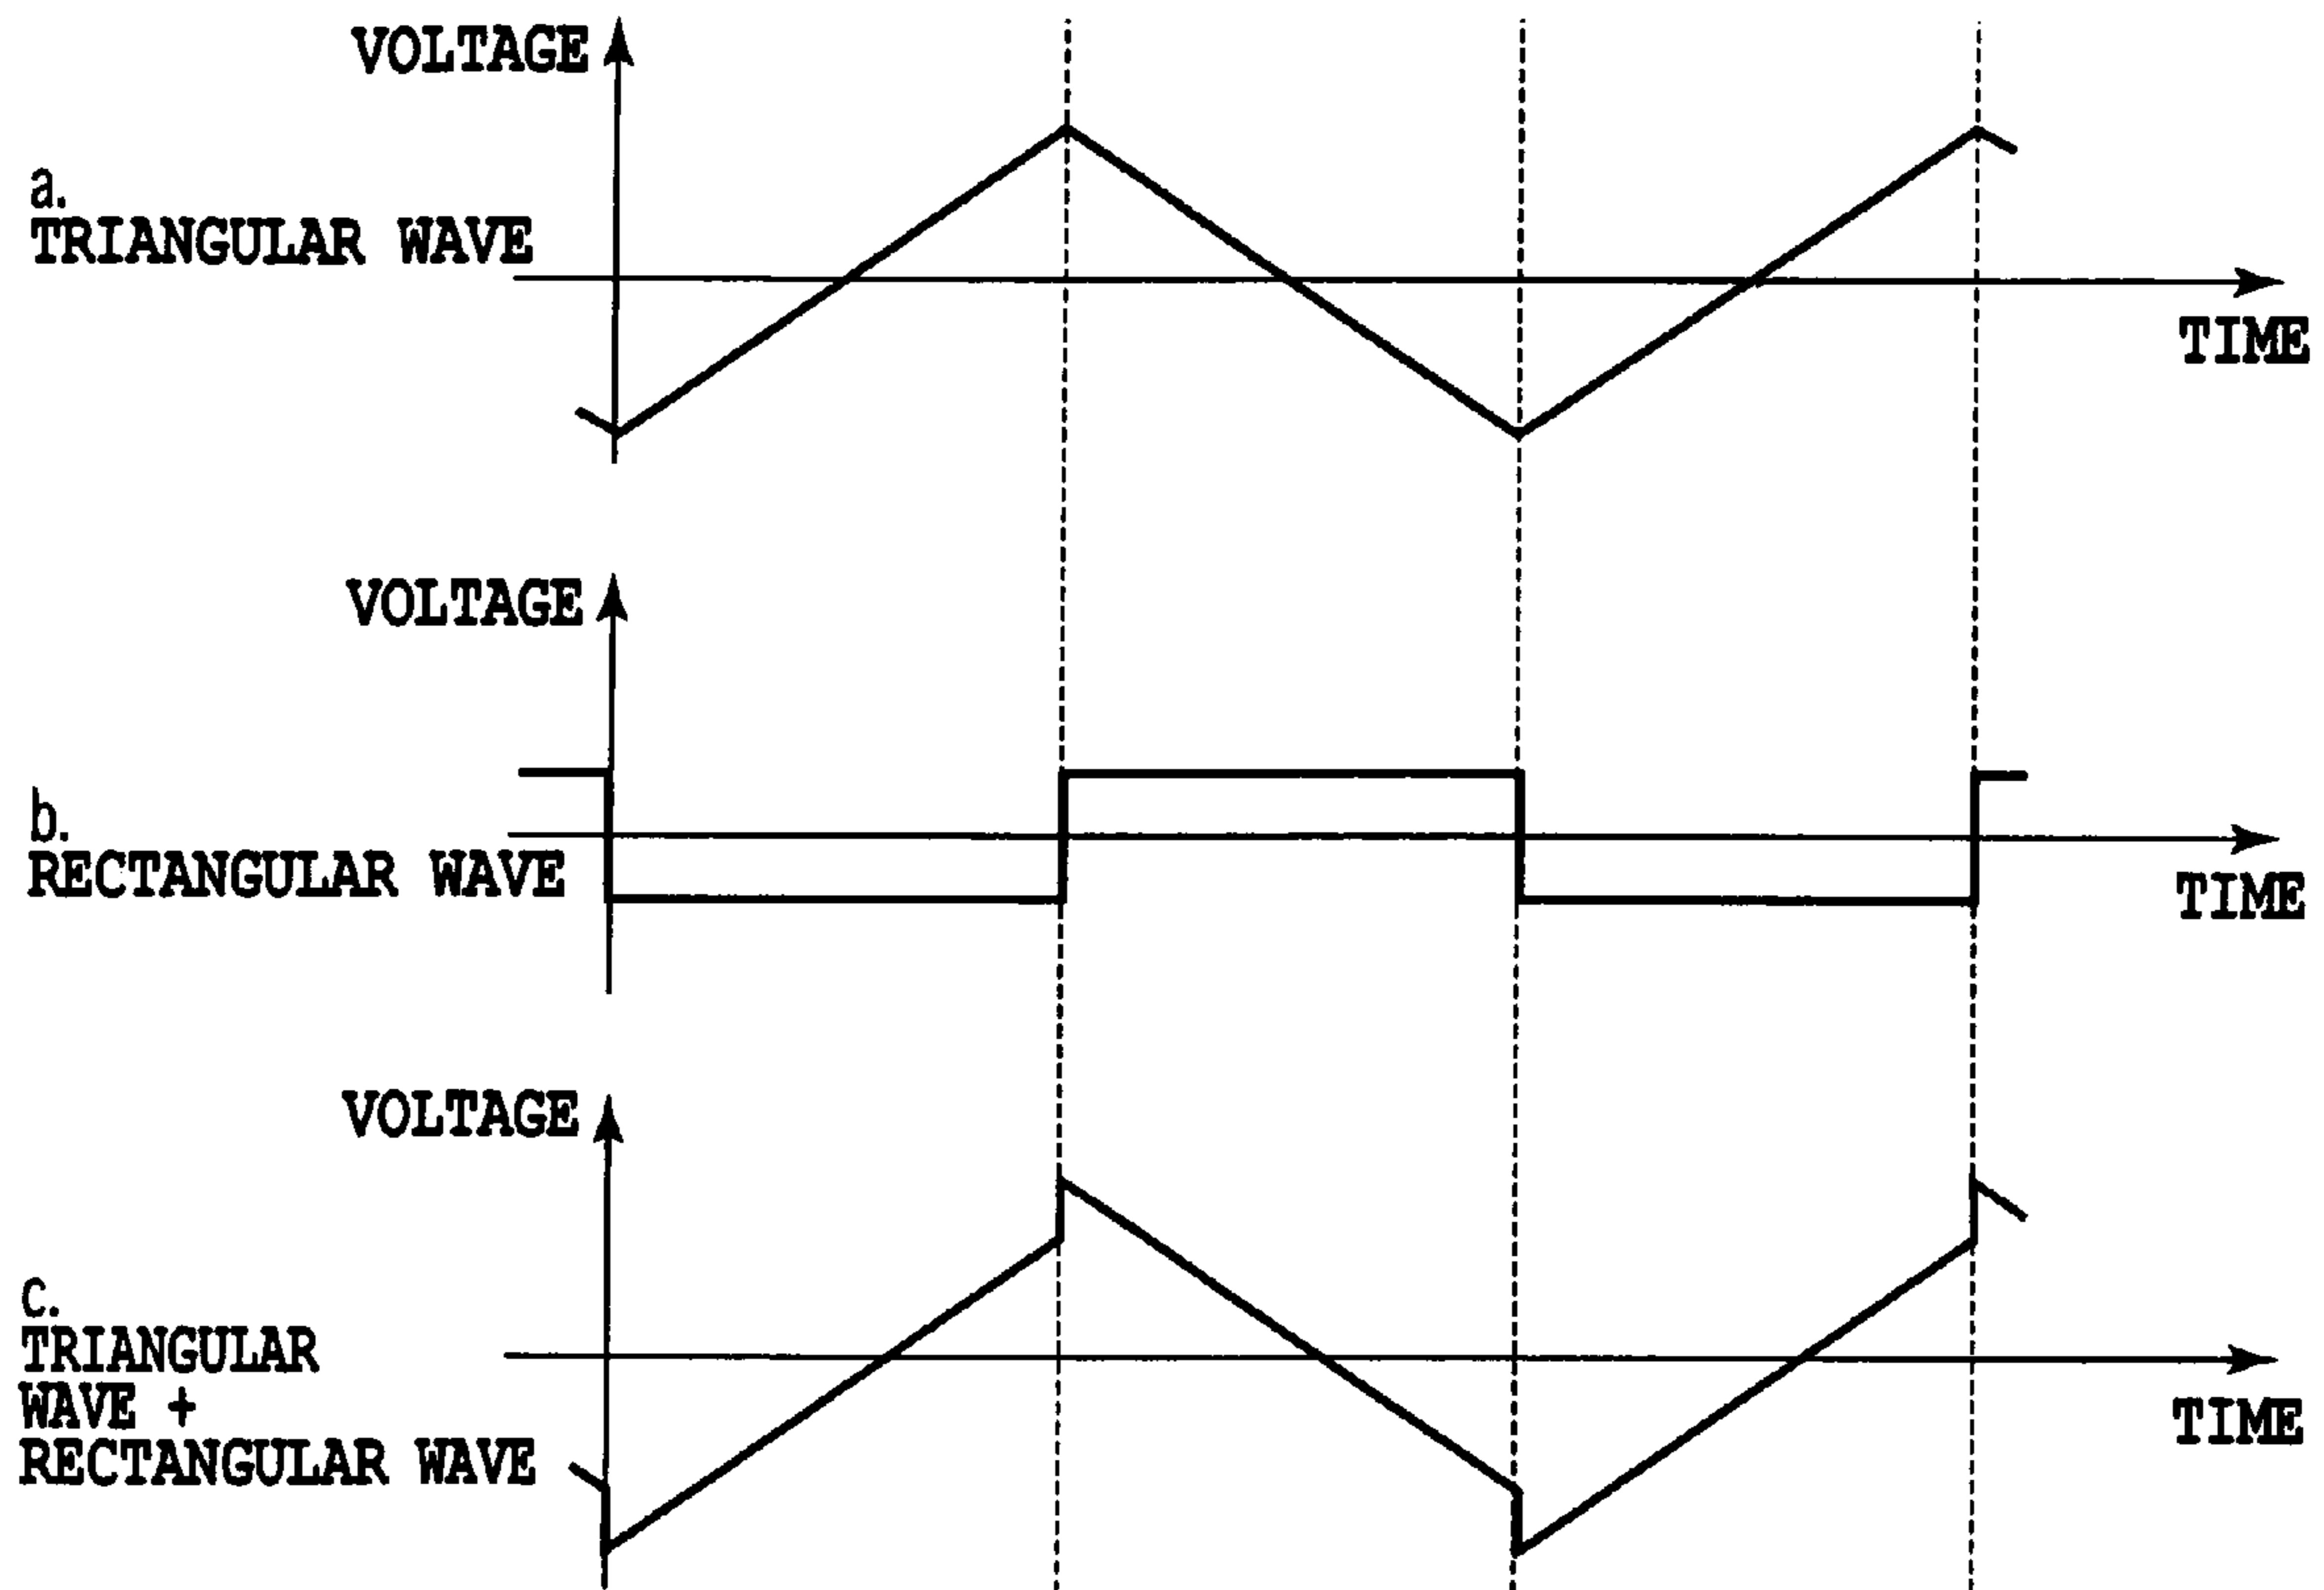 VOLTAGE
a.
TRIANGULAR WAVE
TIME
VOLTAGE
b.
RECTANGULAR WAVE
TIME
VOLTAGE
c.
TRIANGULAR
WAVE +
RECTANGULAR WAVE
TIME